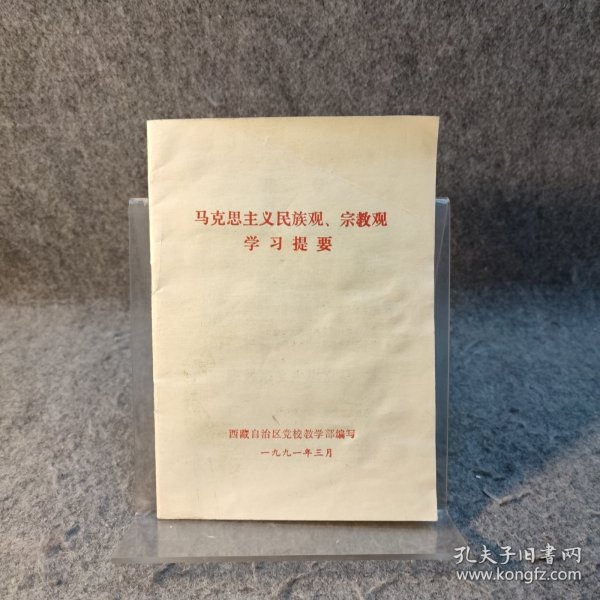 马克思主义民族观、宗教观
学习提要
西藏自治区党校教学部编写
一九九一年三月
孔夫子旧书网
www.kongfz.com